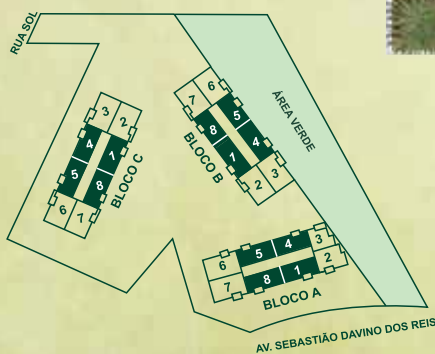 RUA SOL
ÁREA VERDE
3 2
4 1
5 8
6 7
BLOCO C
7 6
8 5
1 4
2 3
BLOCO B
6 5 4 3
7 8 1 2
BLOCO A
AV. SEBASTIÃO DAVINO DOS REIS